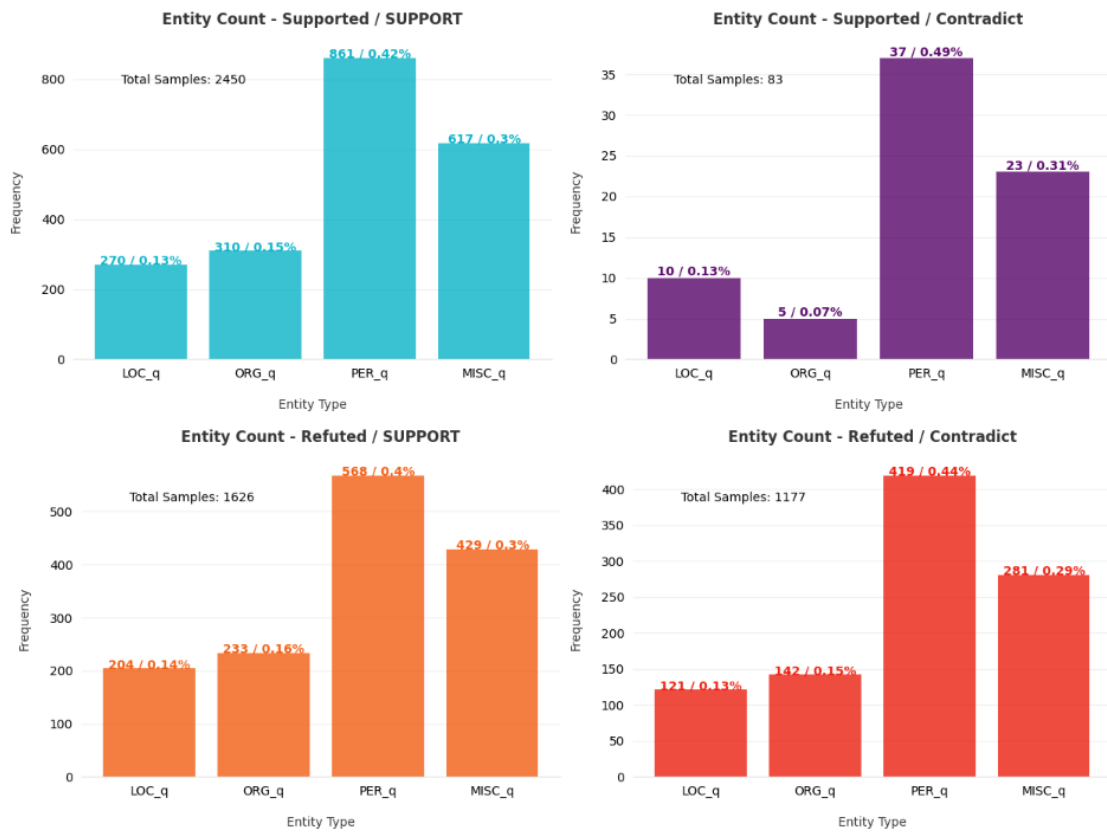 Entity Count - Supported / SUPPORT
Total Samples: 2450
861 / 0.42%
617 / 0.3%
310 / 0.15%
270 / 0.13%
800
600
400
200
0
Frequency
LOC_q ORG_q PER_q MISC_q
Entity Type
Entity Count - Supported / Contradict
Total Samples: 83
37 / 0.49%
23 / 0.31%
10 / 0.13%
5 / 0.07%
35
30
25
20
15
10
5
0
Frequency
LOC_q ORG_q PER_q MISC_q
Entity Type
Entity Count - Refuted / SUPPORT
Total Samples: 1626
568 / 0.4%
429 / 0.3%
233 / 0.16%
204 / 0.14%
500
400
300
200
100
0
Frequency
LOC_q ORG_q PER_q MISC_q
Entity Type
Entity Count - Refuted / Contradict
Total Samples: 1177
419 / 0.44%
281 / 0.29%
142 / 0.15%
121 / 0.13%
400
350
300
250
200
150
100
50
0
Frequency
LOC_q ORG_q PER_q MISC_q
Entity Type